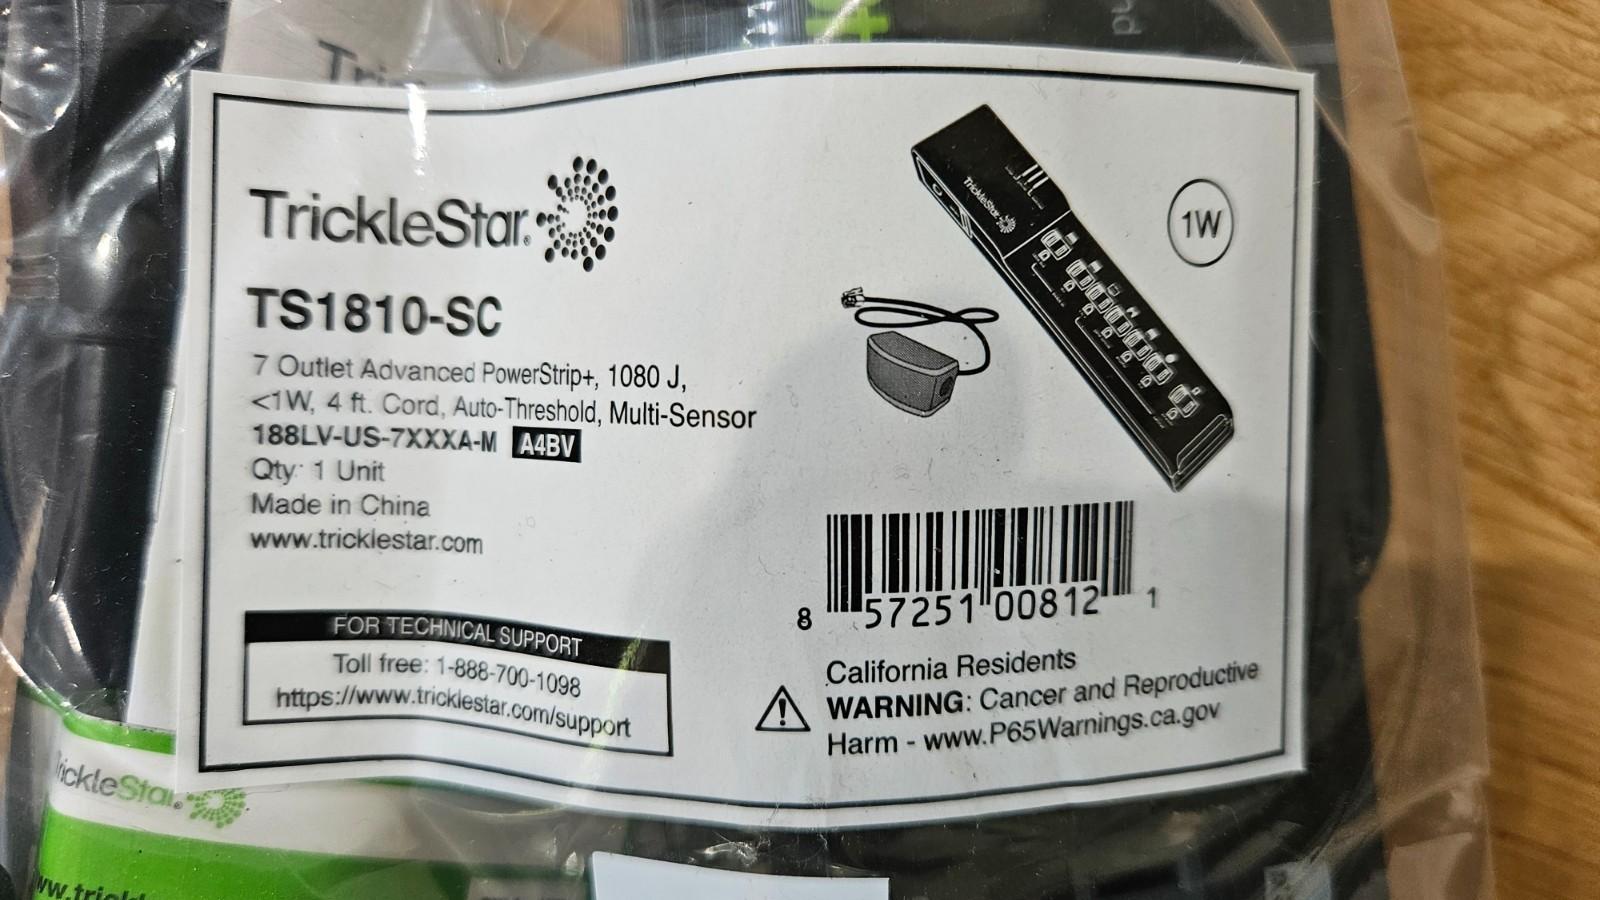 TrickleStar®
TS1810-SC
7 Outlet Advanced PowerStrip+, 1080 J,
<1W, 4 ft. Cord, Auto-Threshold, Multi-Sensor
188LV-US-7XXXA-M A4BV
Qty: 1 Unit
Made in China
www.tricklestar.com
FOR TECHNICAL SUPPORT
Toll free: 1-888-700-1098
https://www.tricklestar.com/support
TrickleStar
1W
8 57251 00812 1
California Residents
WARNING: Cancer and Reproductive
Harm - www.P65Warnings.ca.gov
rickleStar®